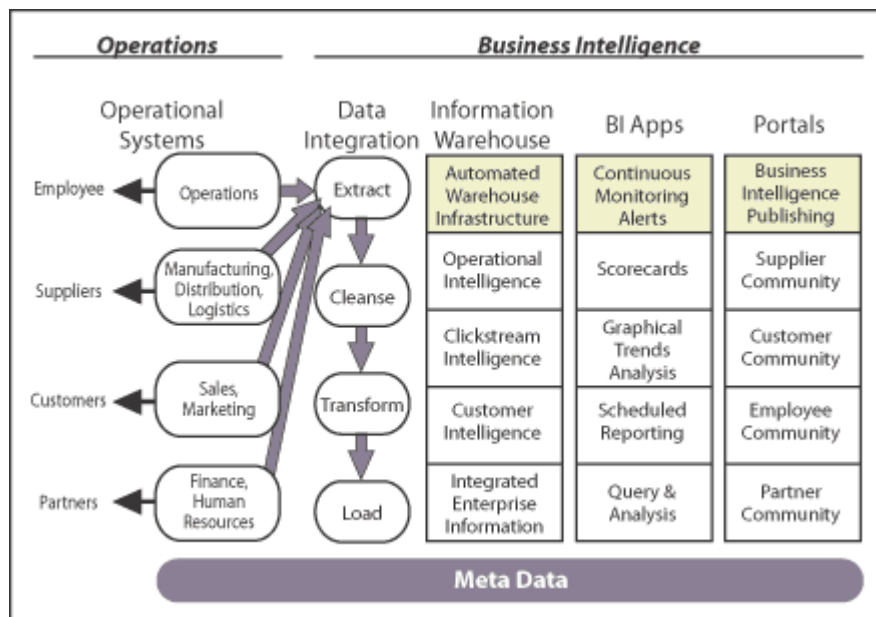 Operations
Business Intelligence
Operational
Systems
Data
Integration
Information
Warehouse
BI Apps
Portals
Employee
Operations
Suppliers
Manufacturing,
Distribution,
Logistics
Customers
Sales,
Marketing
Partners
Finance,
Human
Resources
Extract
Cleanse
Transform
Load
Automated
Warehouse
Infrastructure
Operational
Intelligence
Clickstream
Intelligence
Customer
Intelligence
Integrated
Enterprise
Information
Continuous
Monitoring
Alerts
Scorecards
Graphical
Trends
Analysis
Scheduled
Reporting
Query &
Analysis
Business
Intelligence
Publishing
Supplier
Community
Customer
Community
Employee
Community
Partner
Community
Meta Data